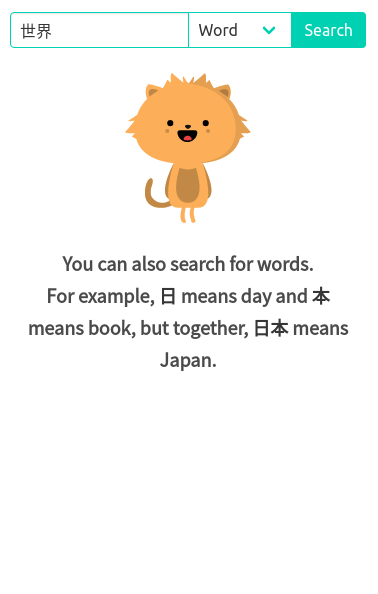 世界 Word Search
You can also search for words.
For example, 日 means day and 本
means book, but together, 日本 means
Japan.